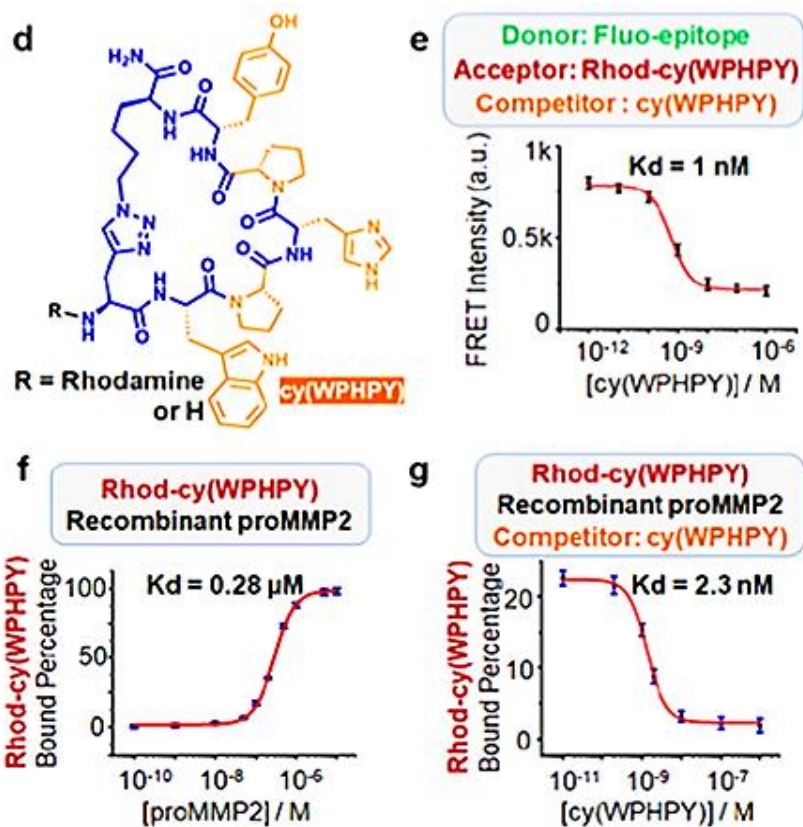 d
OH
H₂N
O
O
N
H
NH
O
N
O
N
N
N
O
NH
N
NH
O
O
O
H
N
N
R
N
H
O
NH
R = Rhodamine
or H
cy(WPHPY)
e
Donor: Fluo-epitope
Acceptor: Rhod-cy(WPHPY)
Competitor : cy(WPHPY)
FRET Intensity (a.u.)
1k
0.5k
0
Kd = 1 nM
10⁻¹² 10⁻⁹ 10⁻⁶
[cy(WPHPY)] / M
f
Rhod-cy(WPHPY)
Recombinant proMMP2
Rhod-cy(WPHPY)
Bound Percentage
100
50
0
Kd = 0.28 μM
10⁻¹⁰ 10⁻⁸ 10⁻⁶
[proMMP2] / M
g
Rhod-cy(WPHPY)
Recombinant proMMP2
Competitor: cy(WPHPY)
Rhod-cy(WPHPY)
Bound Percentage
20
10
0
Kd = 2.3 nM
10⁻¹¹ 10⁻⁹ 10⁻⁷
[cy(WPHPY)] / M